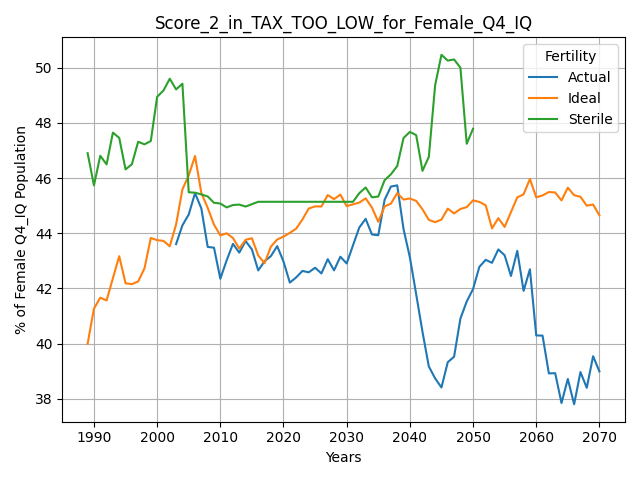 Score_2_in_TAX_TOO_LOW_for_Female_Q4_IQ
Fertility
Actual
Ideal
Sterile
% of Female Q4_IQ Population
50
48
46
44
42
40
38
1990 2000 2010 2020 2030 2040 2050 2060 2070
Years